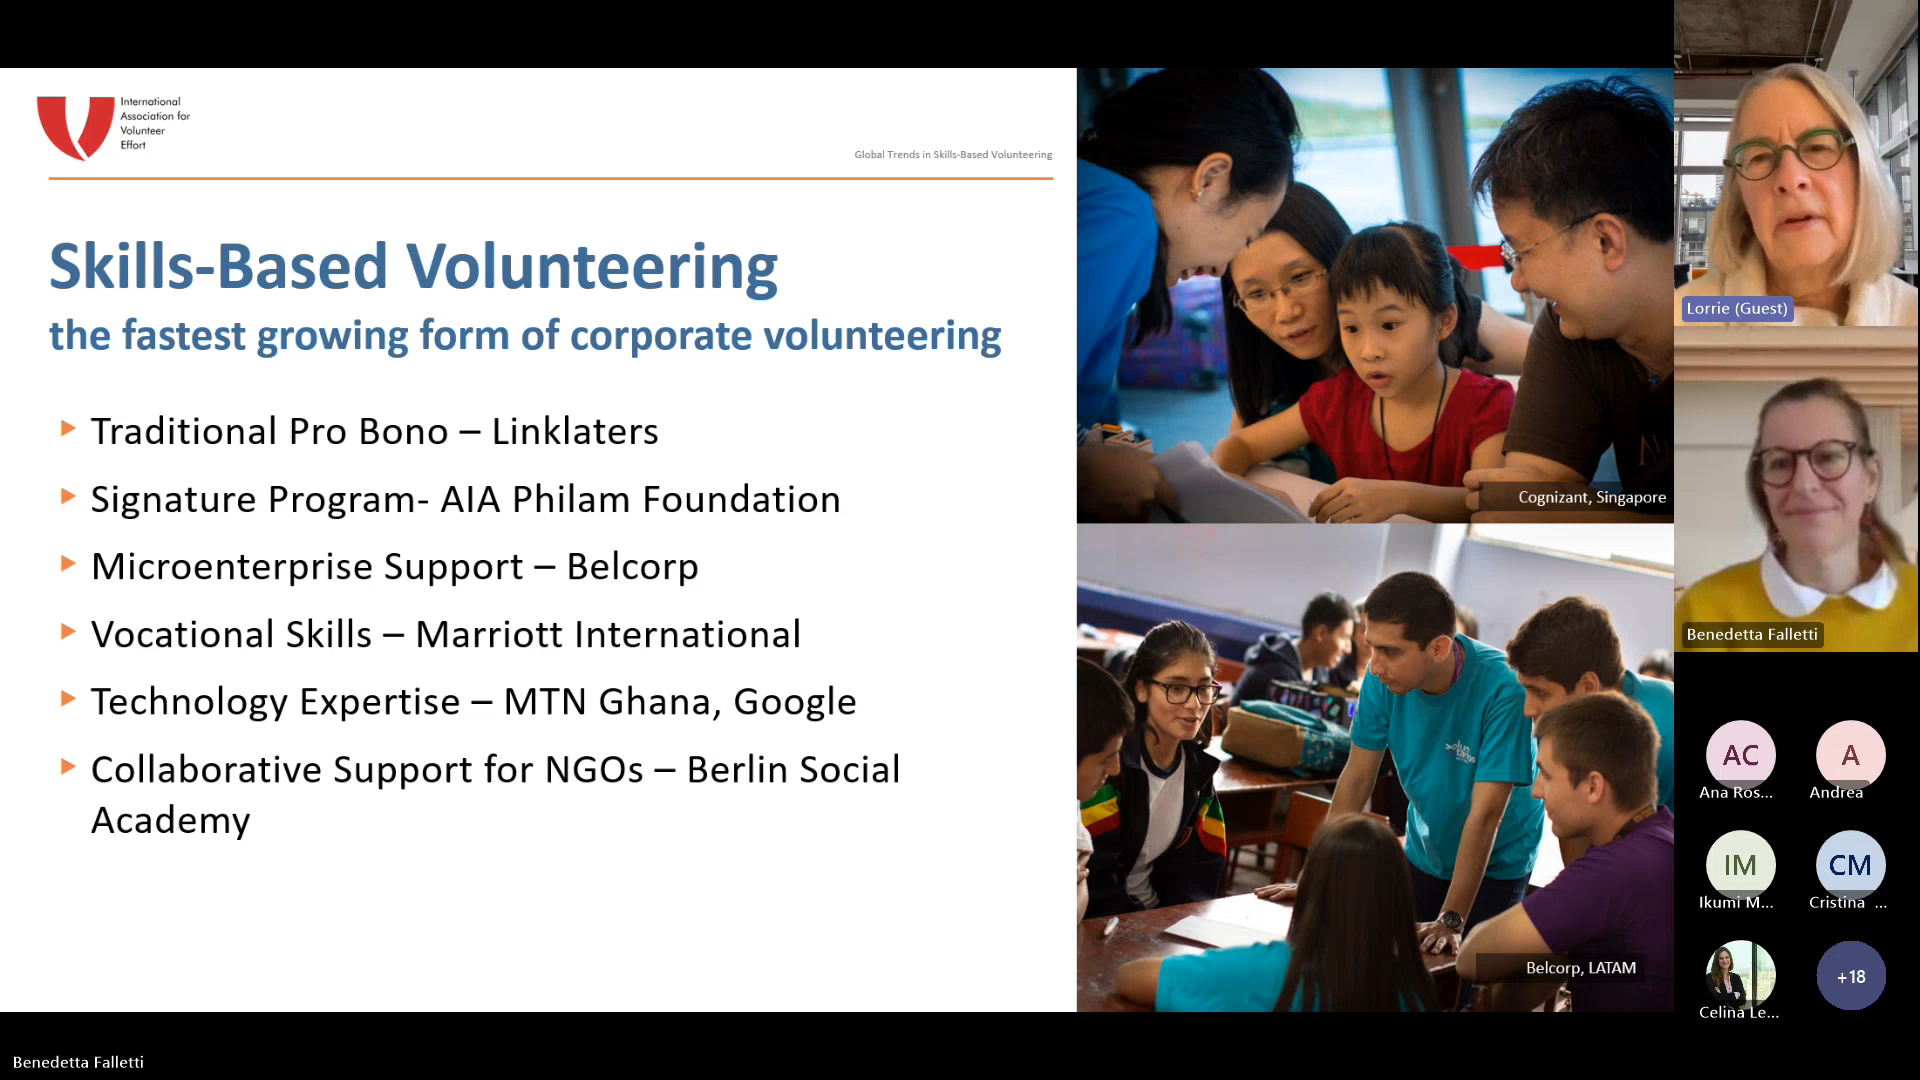 International
Association for
Volunteer
Effort
Global Trends in Skills-Based Volunteering
Skills-Based Volunteering
the fastest growing form of corporate volunteering
Traditional Pro Bono – Linklaters
Signature Program- AIA Philam Foundation
Microenterprise Support – Belcorp
Vocational Skills – Marriott International
Technology Expertise – MTN Ghana, Google
Collaborative Support for NGOs – Berlin Social
Academy
Cognizant, Singapore
Belcorp, LATAM
Lorrie (Guest)
Benedetta Falletti
AC
Ana Ros...
A
Andrea
IM
Ikumi M...
CM
Cristina ...
Celina Le...
+18
Benedetta Falletti